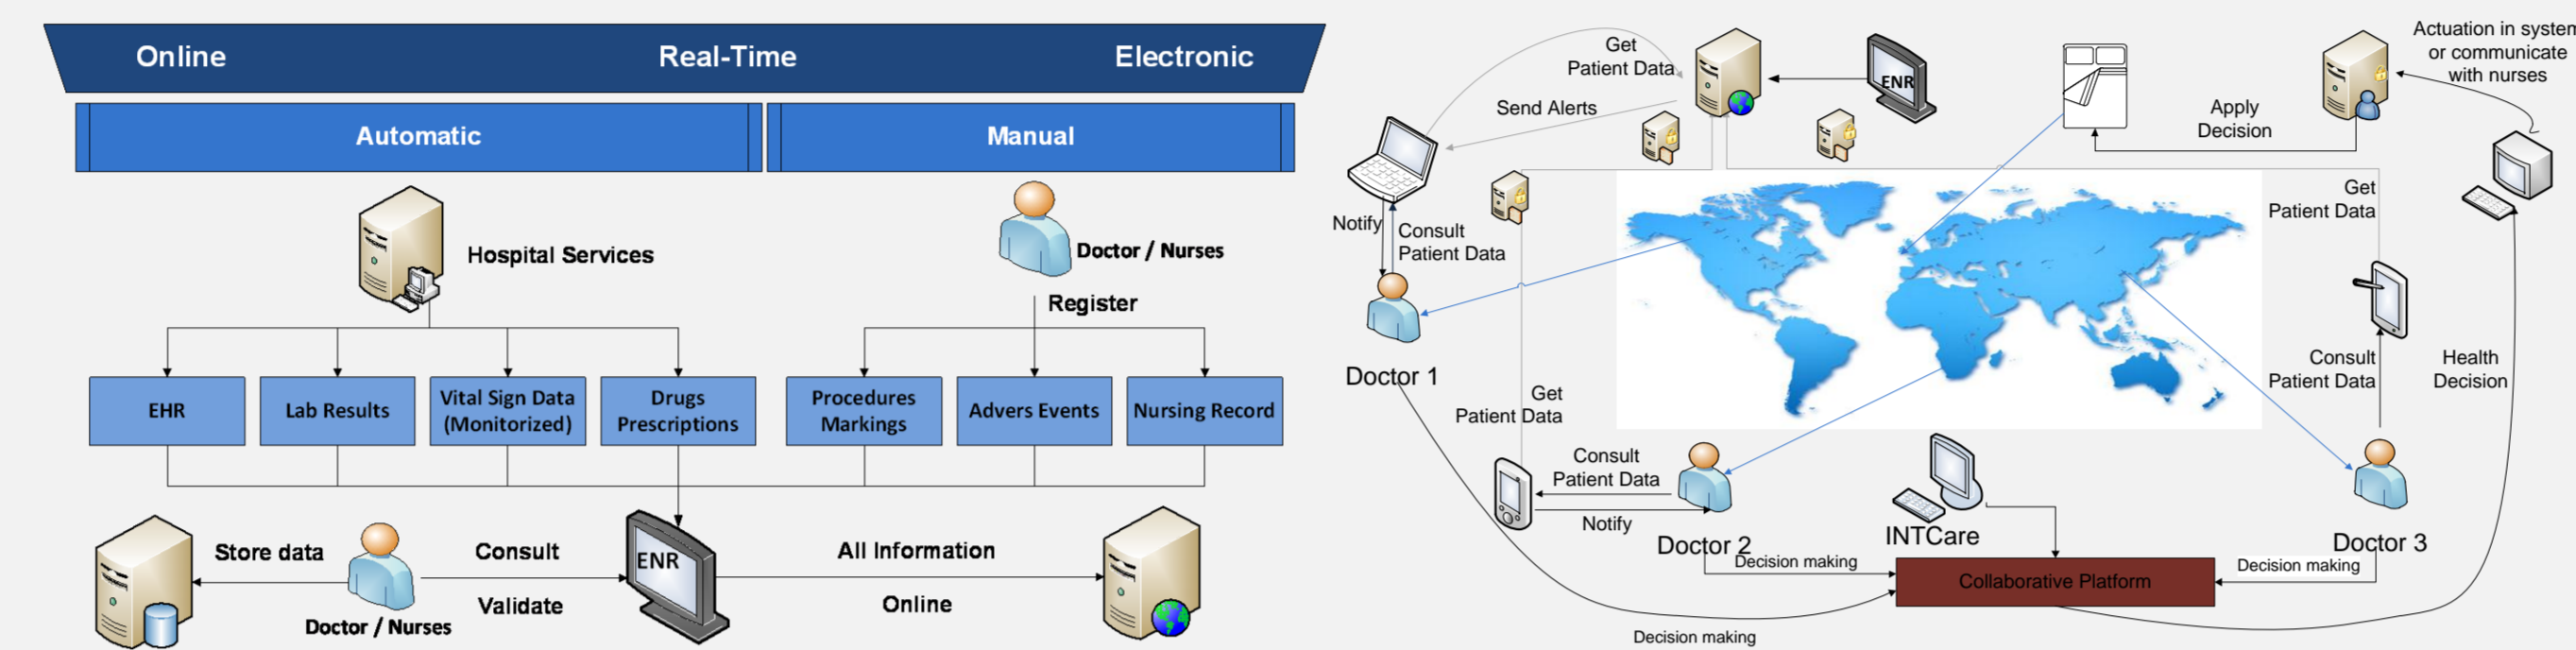 Online
Real-Time
Electronic
Automatic
Manual
Hospital Services
Doctor / Nurses
Register
EHR
Lab Results
Vital Sign Data
(Monitorized)
Drugs
Prescriptions
Procedures
Markings
Advers Events
Nursing Record
Store data
Doctor / Nurses
Consult
Validate
ENR
All Information
Online
Get
Patient Data
Send Alerts
ENR
Apply
Decision
Actuation in system
or communicate
with nurses
Notify
Consult
Patient Data
Doctor 1
Get
Patient Data
Get
Patient Data
Consult
Patient Data
Health
Decision
Consult
Patient Data
Notify
Doctor 2
INTCare
Doctor 3
Decision making
Collaborative Platform
Decision making
Decision making